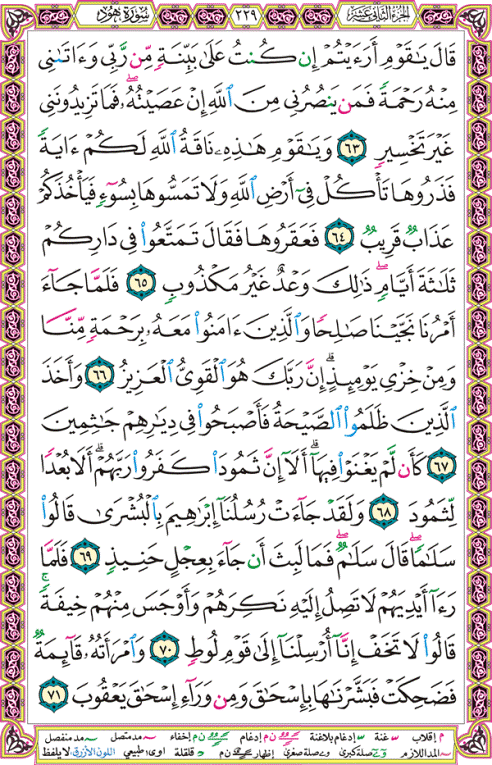 الجزء الثاني عشر ٢٢٩ سورة هود
قَالَ يَٰقَوۡمِ أَرَءَيۡتُمۡ إِن كُنتُ عَلَىٰ بَيِّنَةٖ مِّن رَّبِّي وَءَاتَىٰنِي
مِنۡهُ رَحۡمَةٗ فَمَن يَنصُرُنِي مِنَ ٱللَّهِ إِنۡ عَصَيۡتُهُۥۖ فَمَا تَزِيدُونَنِي
غَيۡرَ تَخۡسِيرٖ ٦٣ وَيَٰقَوۡمِ هَٰذِهِۦ نَاقَةُ ٱللَّهِ لَكُمۡ ءَايَةٗ
فَذَرُوهَا تَأۡكُلۡ فِيٓ أَرۡضِ ٱللَّهِ وَلَا تَمَسُّوهَا بِسُوٓءٖ فَيَأۡخُذَكُمۡ
عَذَابٞ قَرِيبٞ ٦٤ فَعَقَرُوهَا فَقَالَ تَمَتَّعُواْ فِي دَارِكُمۡ
ثَلَٰثَةَ أَيَّامٖۖ ذَٰلِكَ وَعۡدٌ غَيۡرُ مَكۡذُوبٖ ٦٥ فَلَمَّا جَآءَ
أَمۡرُنَا نَجَّيۡنَا صَٰلِحٗا وَٱلَّذِينَ ءَامَنُواْ مَعَهُۥ بِرَحۡمَةٖ مِّنَّا
وَمِنۡ خِزۡيِ يَوۡمِئِذٍۚ إِنَّ رَبَّكَ هُوَ ٱلۡقَوِيُّ ٱلۡعَزِيزُ ٦٦ وَأَخَذَ
ٱلَّذِينَ ظَلَمُواْ ٱلصَّيۡحَةُ فَأَصۡبَحُواْ فِي دِيَٰرِهِمۡ جَٰثِمِينَ
٦٧ كَأَن لَّمۡ يَغۡنَوۡاْ فِيهَآۗ أَلَآ إِنَّ ثَمُودَاْ كَفَرُواْ رَبَّهُمۡۗ أَلَا بُعۡدٗا
لِّثَمُودَ ٦٨ وَلَقَدۡ جَآءَتۡ رُسُلُنَآ إِبۡرَٰهِيمَ بِٱلۡبُشۡرَىٰ قَالُواْ
سَلَٰمٗاۖ قَالَ سَلَٰمٞۖ فَمَا لَبِثَ أَن جَآءَ بِعِجۡلٍ حَنِيذٖ ٦٩ فَلَمَّا
رَءَآ أَيۡدِيَهُمۡ لَا تَصِلُ إِلَيۡهِ نَكِرَهُمۡ وَأَوۡجَسَ مِنۡهُمۡ خِيفَةٗۚ
قَالُواْ لَا تَخَفۡ إِنَّآ أُرۡسِلۡنَآ إِلَىٰ قَوۡمِ لُوطٖ ٧٠ وَٱمۡرَأَتُهُۥ قَآئِمَةٞ
فَضَحِكَتۡ فَبَشَّرۡنَٰهَا بِإِسۡحَٰقَ وَمِن وَرَآءِ إِسۡحَٰقَ يَعۡقُوبَ ٧١
م إقلاب غنة إدغام بلاغنة ن م إدغام ن م إخفاء مد متصل مد منفصل
المد اللازم صلة كبرى وصلة صغرى إظهار ن م قلقلة اوى: طبيعي اللون الأزرق: لا يلفظ